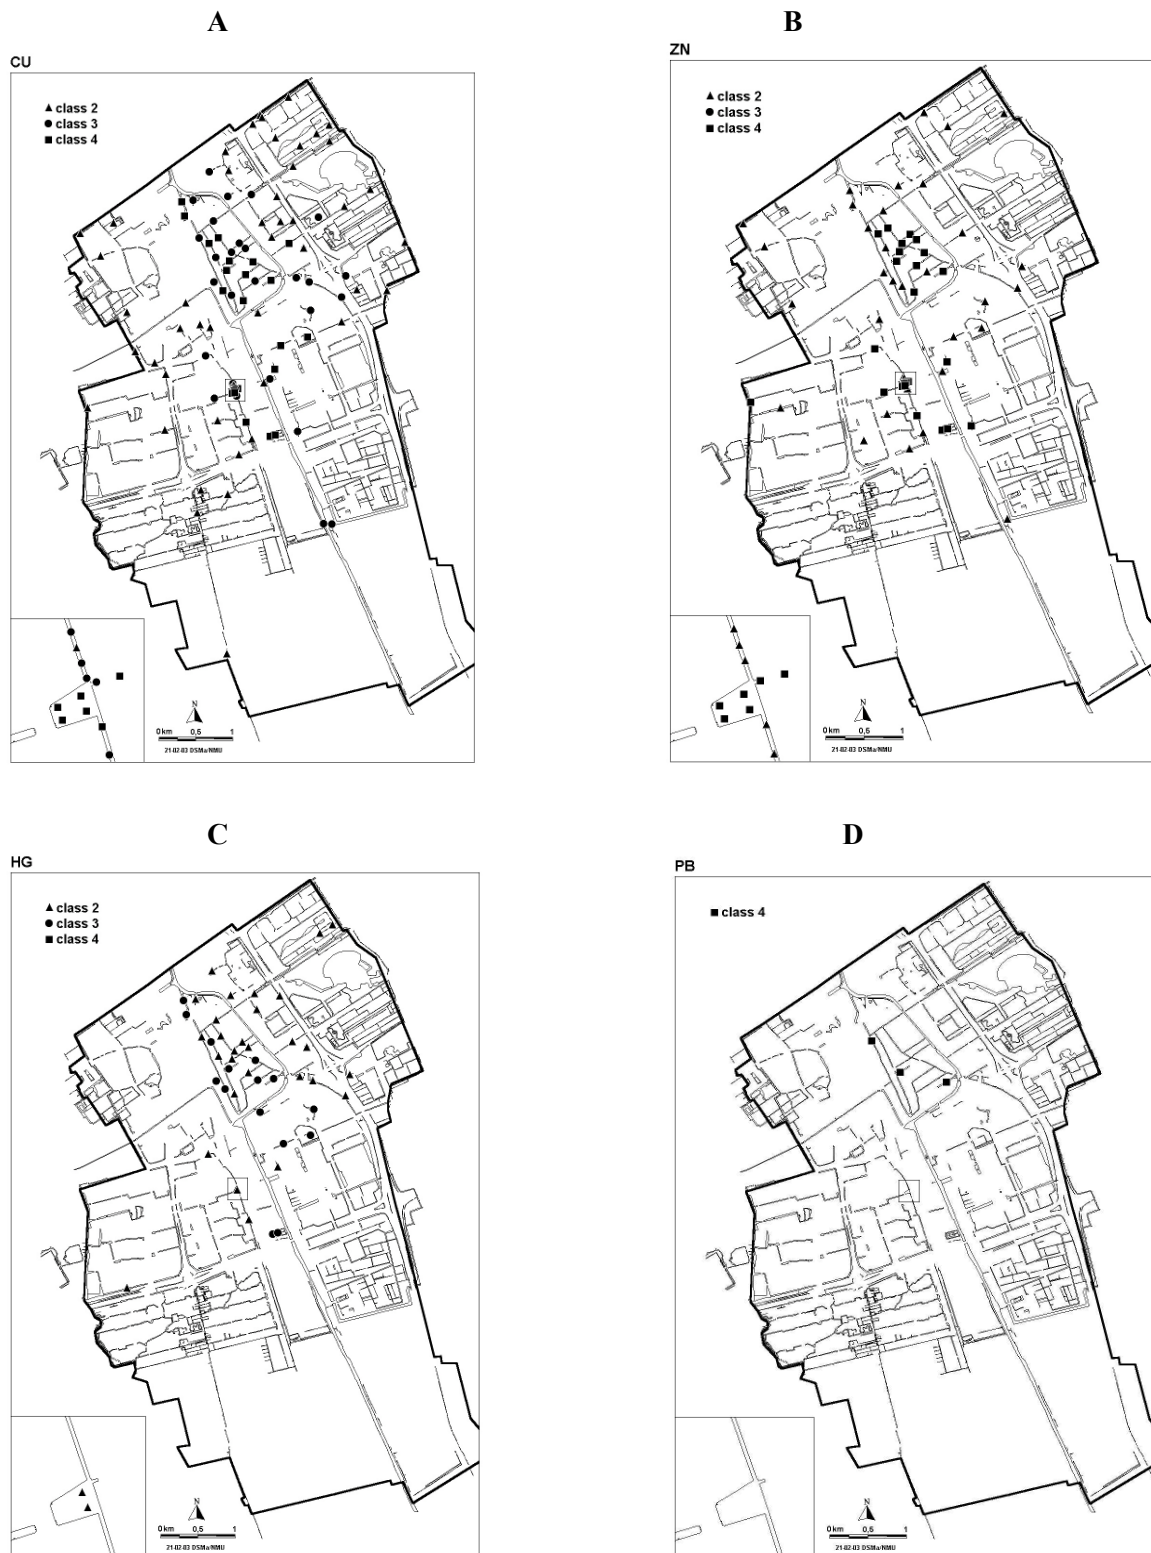 A
B
CU
ZN
▲ class 2
● class 3
■ class 4
▲ class 2
● class 3
■ class 4
N
0 km 0,5 1
21-02-03 DSMa/NMU
N
0 km 0,5 1
21-02-03 DSMa/NMU
C
D
HG
PB
▲ class 2
● class 3
■ class 4
■ class 4
N
0 km 0,5 1
21-02-03 DSMa/NMU
N
0 km 0,5 1
21-02-03 DSMa/NMU